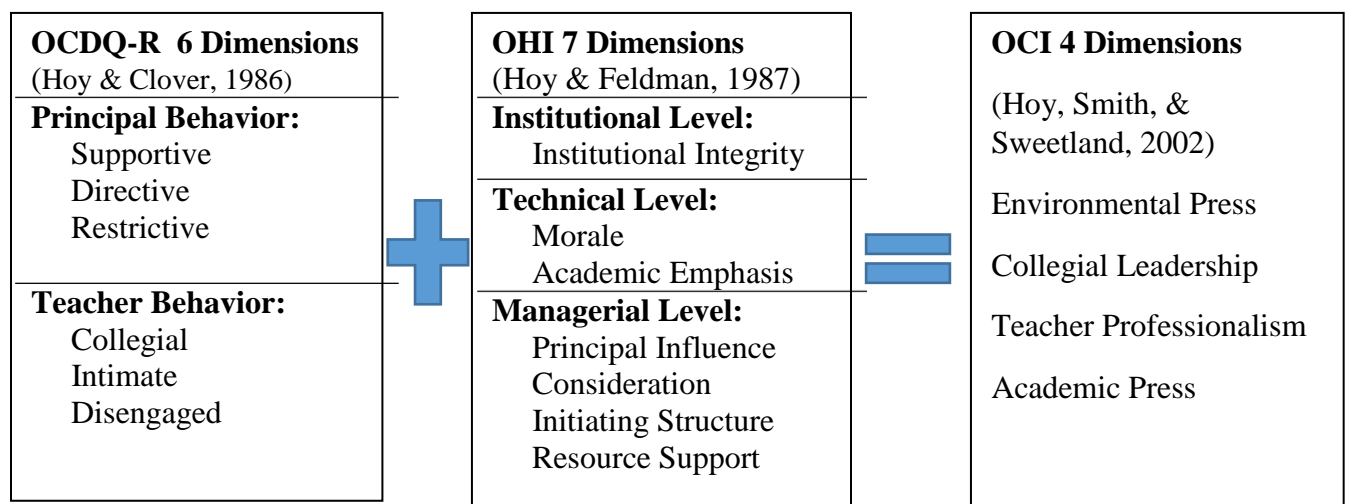 OCDQ-R 6 Dimensions
(Hoy & Clover, 1986)
Principal Behavior:
Supportive
Directive
Restrictive
Teacher Behavior:
Collegial
Intimate
Disengaged
OHI 7 Dimensions
(Hoy & Feldman, 1987)
Institutional Level:
Institutional Integrity
Technical Level:
Morale
Academic Emphasis
Managerial Level:
Principal Influence
Consideration
Initiating Structure
Resource Support
OCI 4 Dimensions
(Hoy, Smith, &
Sweetland, 2002)
Environmental Press
Collegial Leadership
Teacher Professionalism
Academic Press